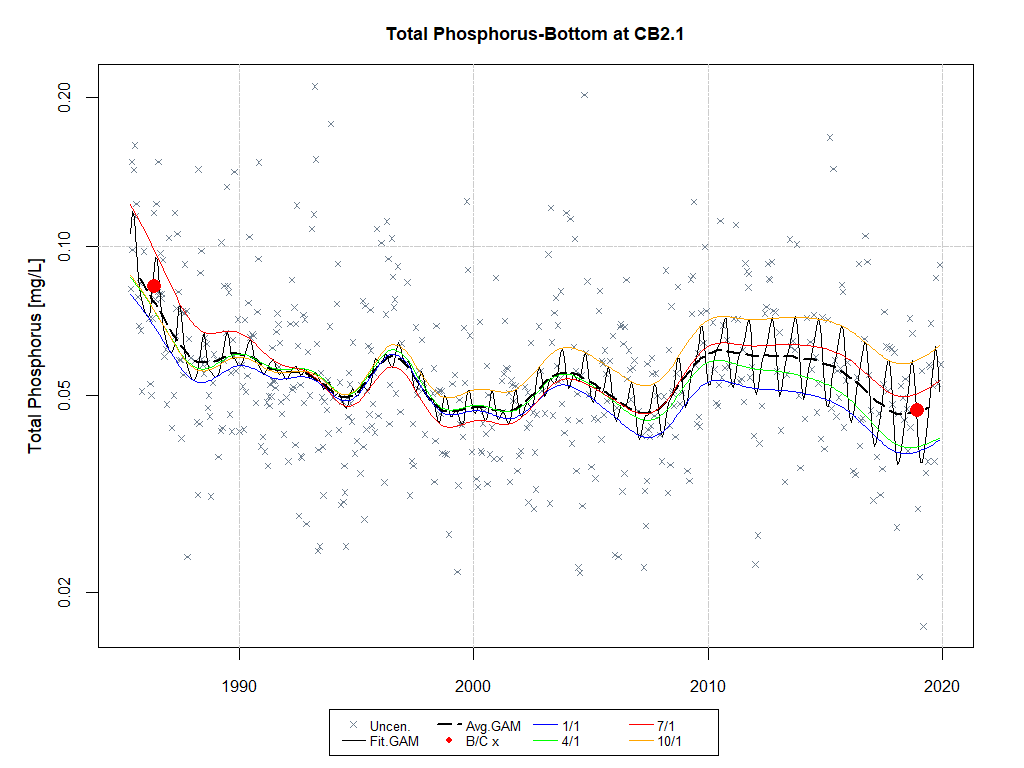 Total Phosphorus-Bottom at CB2.1
Total Phosphorus [mg/L]
0.20
0.10
0.05
0.02
1990 2000 2010 2020
Uncen. Avg.GAM 1/1 7/1
Fit.GAM B/C x 4/1 10/1